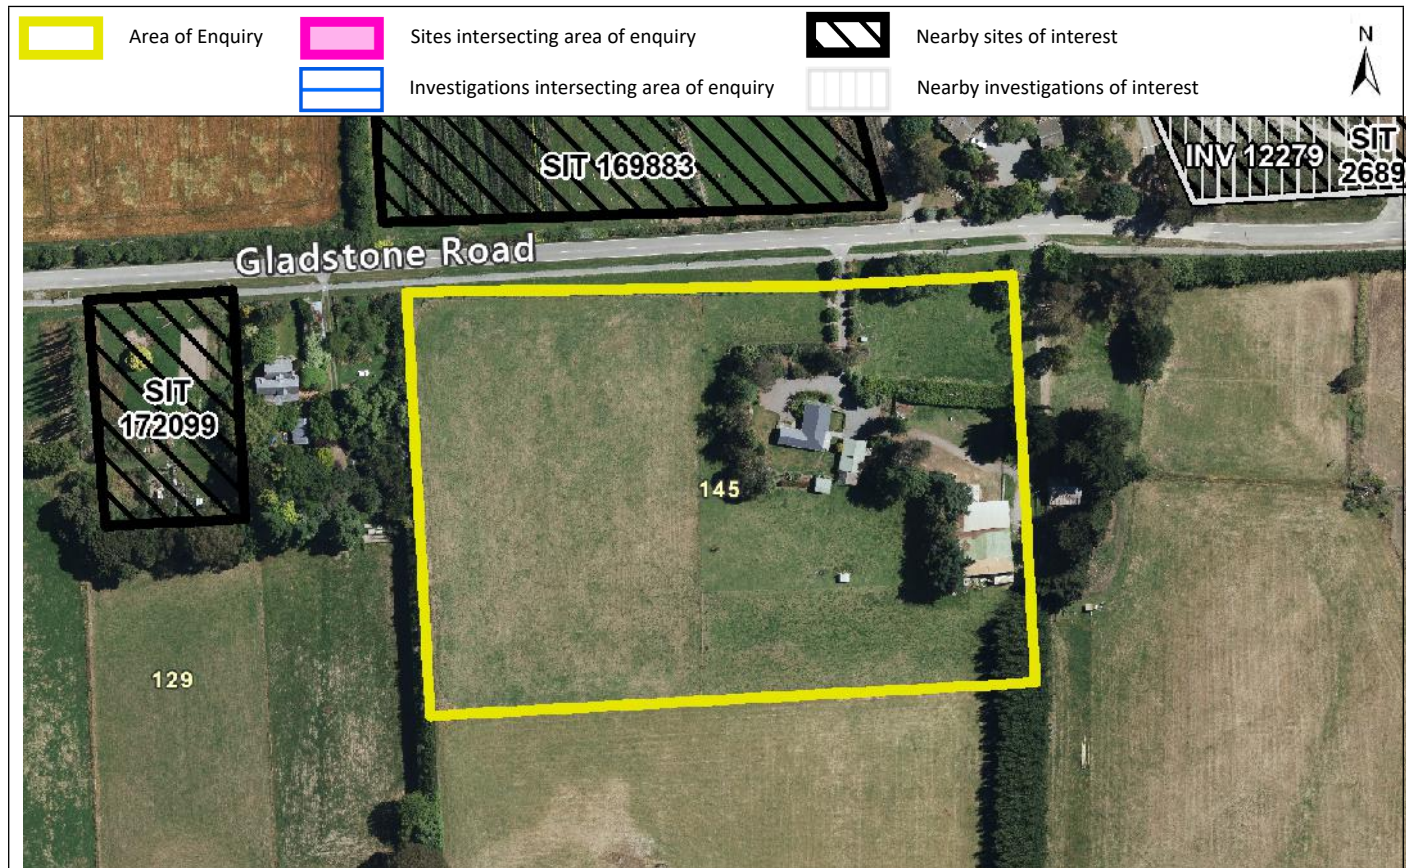 Area of Enquiry
Sites intersecting area of enquiry
Nearby sites of interest
N
Investigations intersecting area of enquiry
Nearby investigations of interest
SIT 169883
INV 12279
SIT
2689
Gladstone Road
SIT
172099
145
129